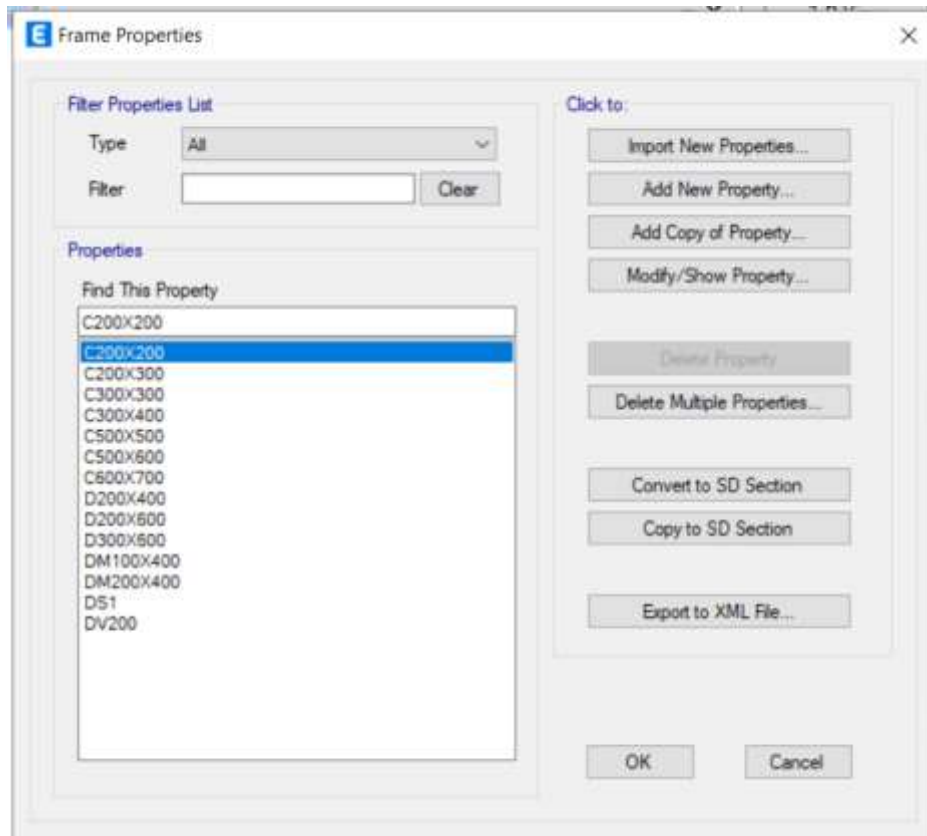 E Frame Properties
Filter Properties List
Type All
Filter Clear
Properties
Find This Property
C200X200
C200X200
C200X300
C300X300
C300X400
C500X500
C500X600
C600X700
D200X400
D200X600
D300X600
DM100X400
DM200X400
DS1
DV200
Click to:
Import New Properties...
Add New Property...
Add Copy of Property...
Modify/Show Property...
Delete Property
Delete Multiple Properties...
Convert to SD Section
Copy to SD Section
Export to XML File...
OK Cancel